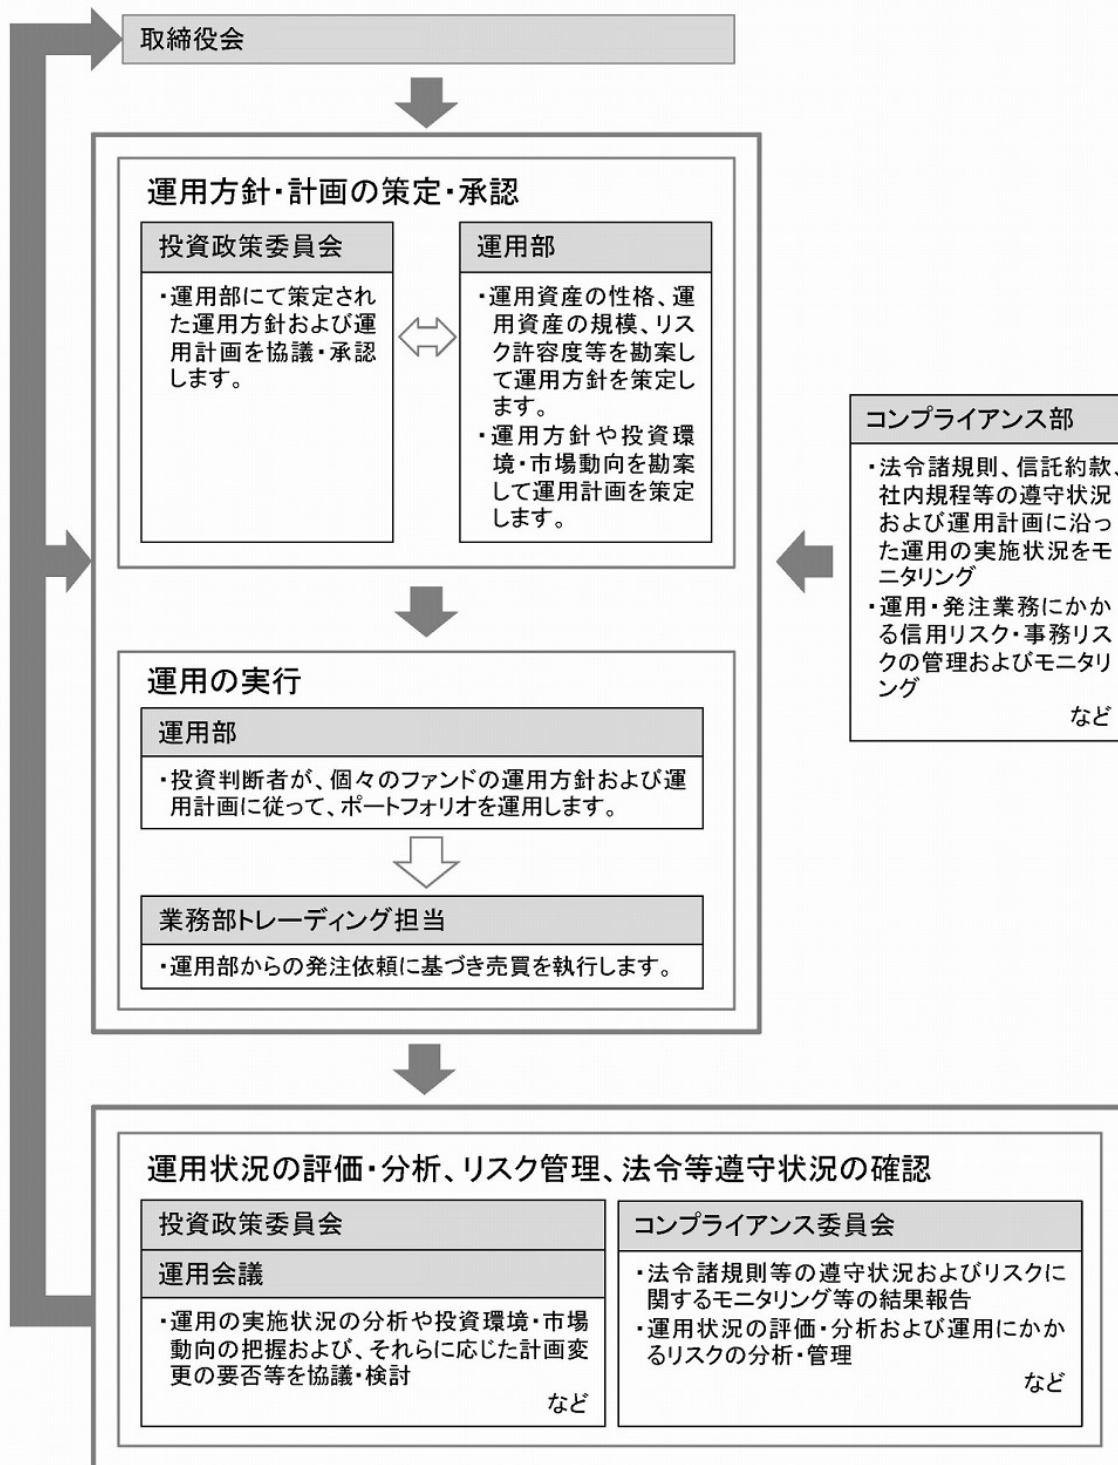 取締役会
運用方針・計画の策定・承認
投資政策委員会
・運用部にて策定され
た運用方針および運
用計画を協議・承認
します。
運用部
・運用資産の性格、運
用資産の規模、リス
ク許容度等を勘案し
て運用方針を策定し
ます。
・運用方針や投資環
境・市場動向を勘案
して運用計画を策定
します。
コンプライアンス部
・法令諸規則、信託約款、
社内規程等の遵守状況
および運用計画に沿っ
た運用の実施状況をモ
ニタリング
・運用・発注業務にかか
る信用リスク・事務リス
クの管理およびモニタリ
ング
など
運用の実行
運用部
・投資判断者が、個々のファンドの運用方針および運
用計画に従って、ポートフォリオを運用します。
業務部トレーディング担当
・運用部からの発注依頼に基づき売買を執行します。
運用状況の評価・分析、リスク管理、法令等遵守状況の確認
投資政策委員会
運用会議
・運用の実施状況の分析や投資環境・市場
動向の把握および、それらに応じた計画変
更の要否等を協議・検討
など
コンプライアンス委員会
・法令諸規則等の遵守状況およびリスクに
関するモニタリング等の結果報告
・運用状況の評価・分析および運用にかか
るリスクの分析・管理
など